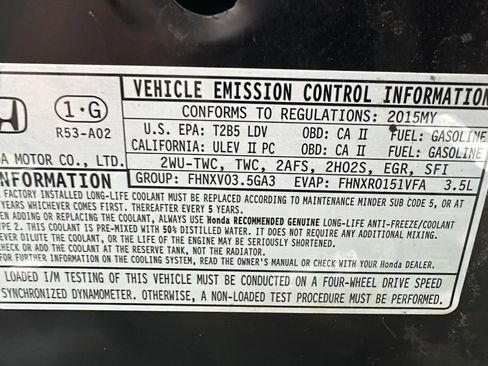 1·G
R53-A02
A MOTOR CO., LTD.
VEHICLE EMISSION CONTROL INFORMATION
CONFORMS TO REGULATIONS: 2015MY
U.S. EPA: T2B5 LDV OBD: CA II FUEL: GASOLINE
CALIFORNIA: ULEV II PC OBD: CA II FUEL: GASOLINE
2WU-TWC, TWC, 2AFS, 2HO2S, EGR, SFI
GROUP: FHNXV03.5GA3 EVAP: FHNXR0151VFA 3.5L
INFORMATION
FACTORY INSTALLED LONG-LIFE COOLANT MUST BE REPLACED ACCORDING TO MAINTENANCE MINDER SUB CODE 5, OR
YEARS WHICHEVER COMES FIRST. THEREAFTER, REPLACE EVERY
N ADDING OR CHANGING COOLANT, ALWAYS USE Honda RECOMMENDED GENUINE LONG-LIFE ANTI-FREEZE/COOLANT
PE 2. THIS COOLANT IS PRE-MIXED WITH 50% DISTILLED WATER. IT DOES NOT REQUIRE ANY ADDITIONAL MIXING.
EVER DILUTE THE COOLANT, OR THE LIFE OF THE ENGINE MAY BE SERIOUSLY SHORTENED.
CHECK OR ADD THE COOLANT AT THE RESERVE TANK, NOT THE RADIATOR.
FOR FURTHER INFORMATION ON THE COOLING SYSTEM, READ THE OWNER'S MANUAL OR CHECK WITH YOUR Honda DEALER.
LOADED I/M TESTING OF THIS VEHICLE MUST BE CONDUCTED ON A FOUR-WHEEL DRIVE SPEED
SYNCHRONIZED DYNAMOMETER. OTHERWISE, A NON-LOADED TEST PROCEDURE MUST BE PERFORMED.